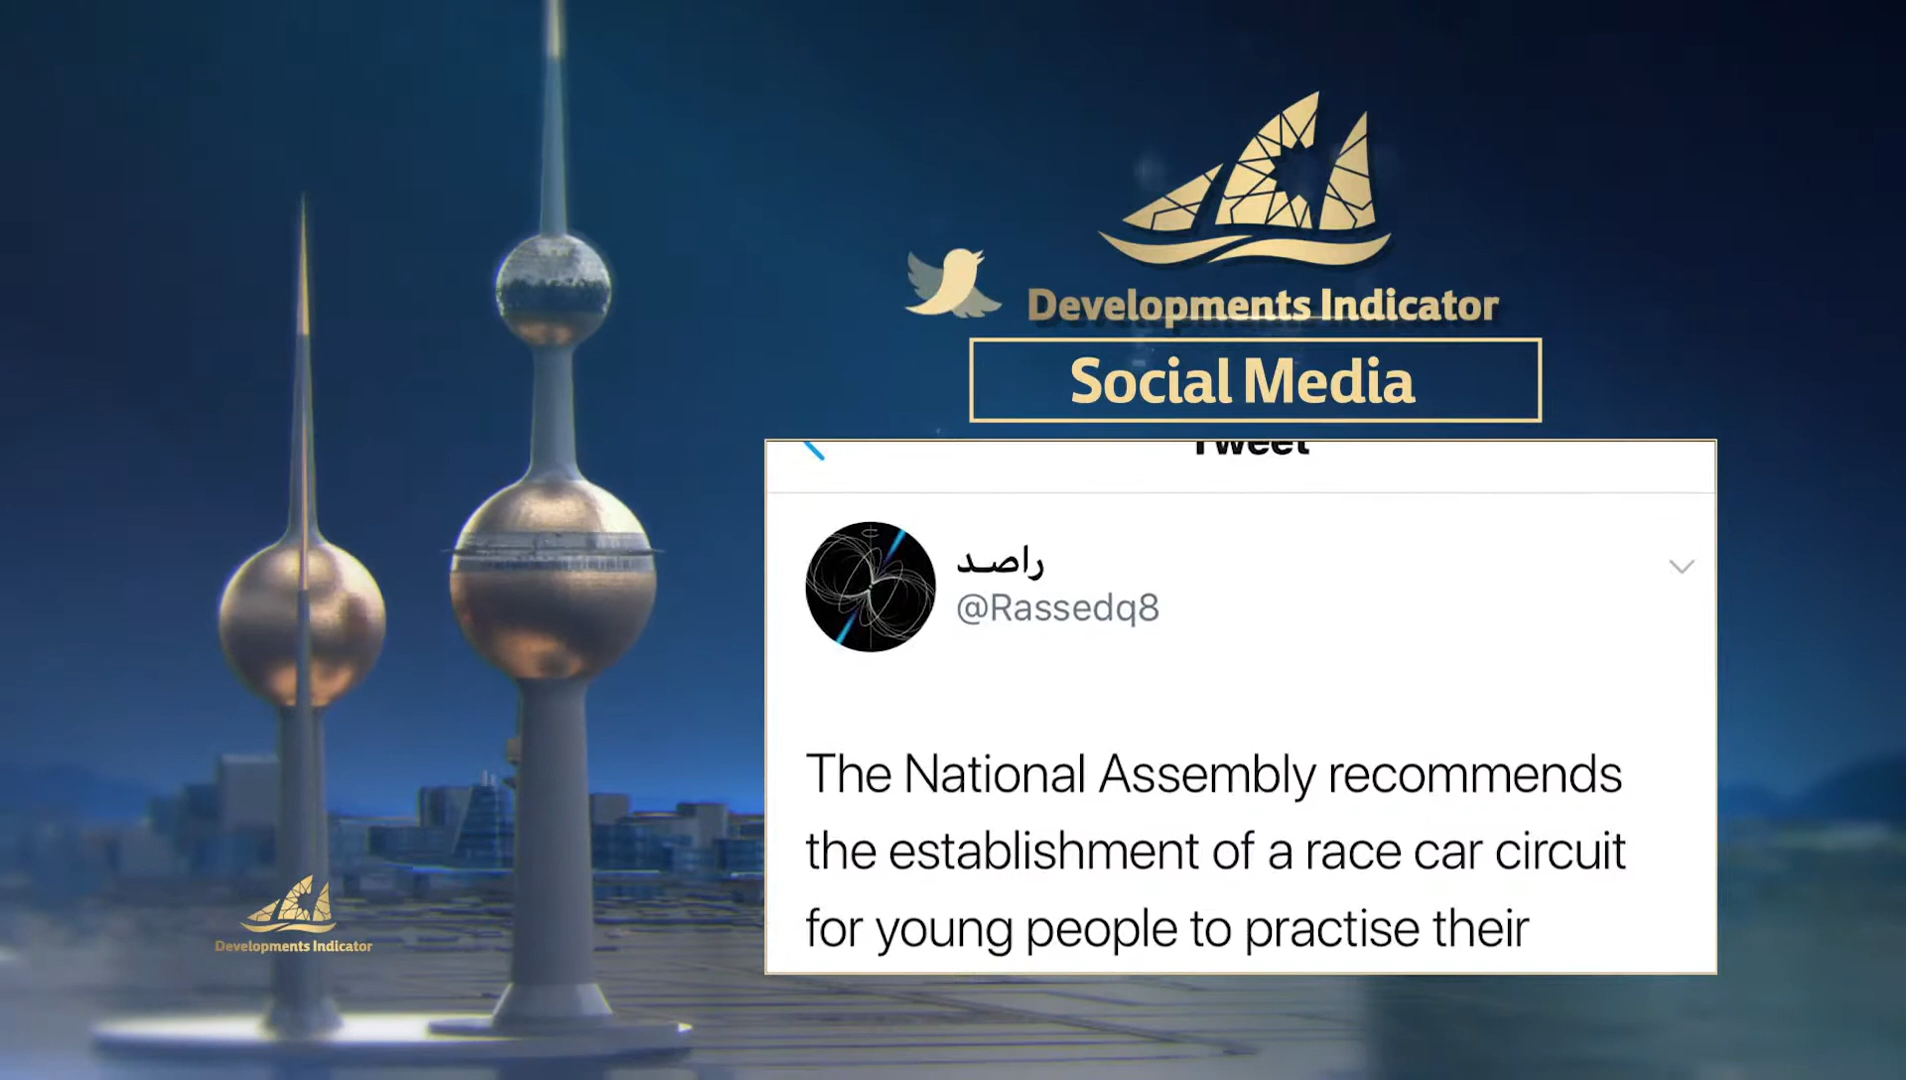 Developments Indicator
Social Media
Tweet
راصد
@Rassedq8
The National Assembly recommends
the establishment of a race car circuit
for young people to practise their
Developments Indicator